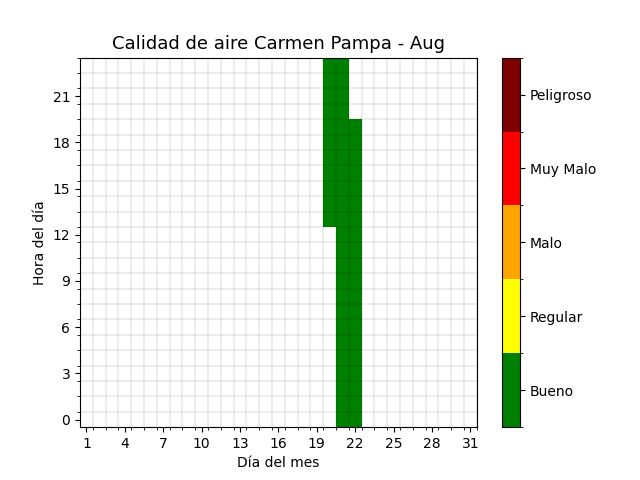 Calidad de aire Carmen Pampa - Aug
Hora del día
21
18
15
12
9
6
3
0
1 4 7 10 13 16 19 22 25 28 31
Día del mes
Peligroso
Muy Malo
Malo
Regular
Bueno